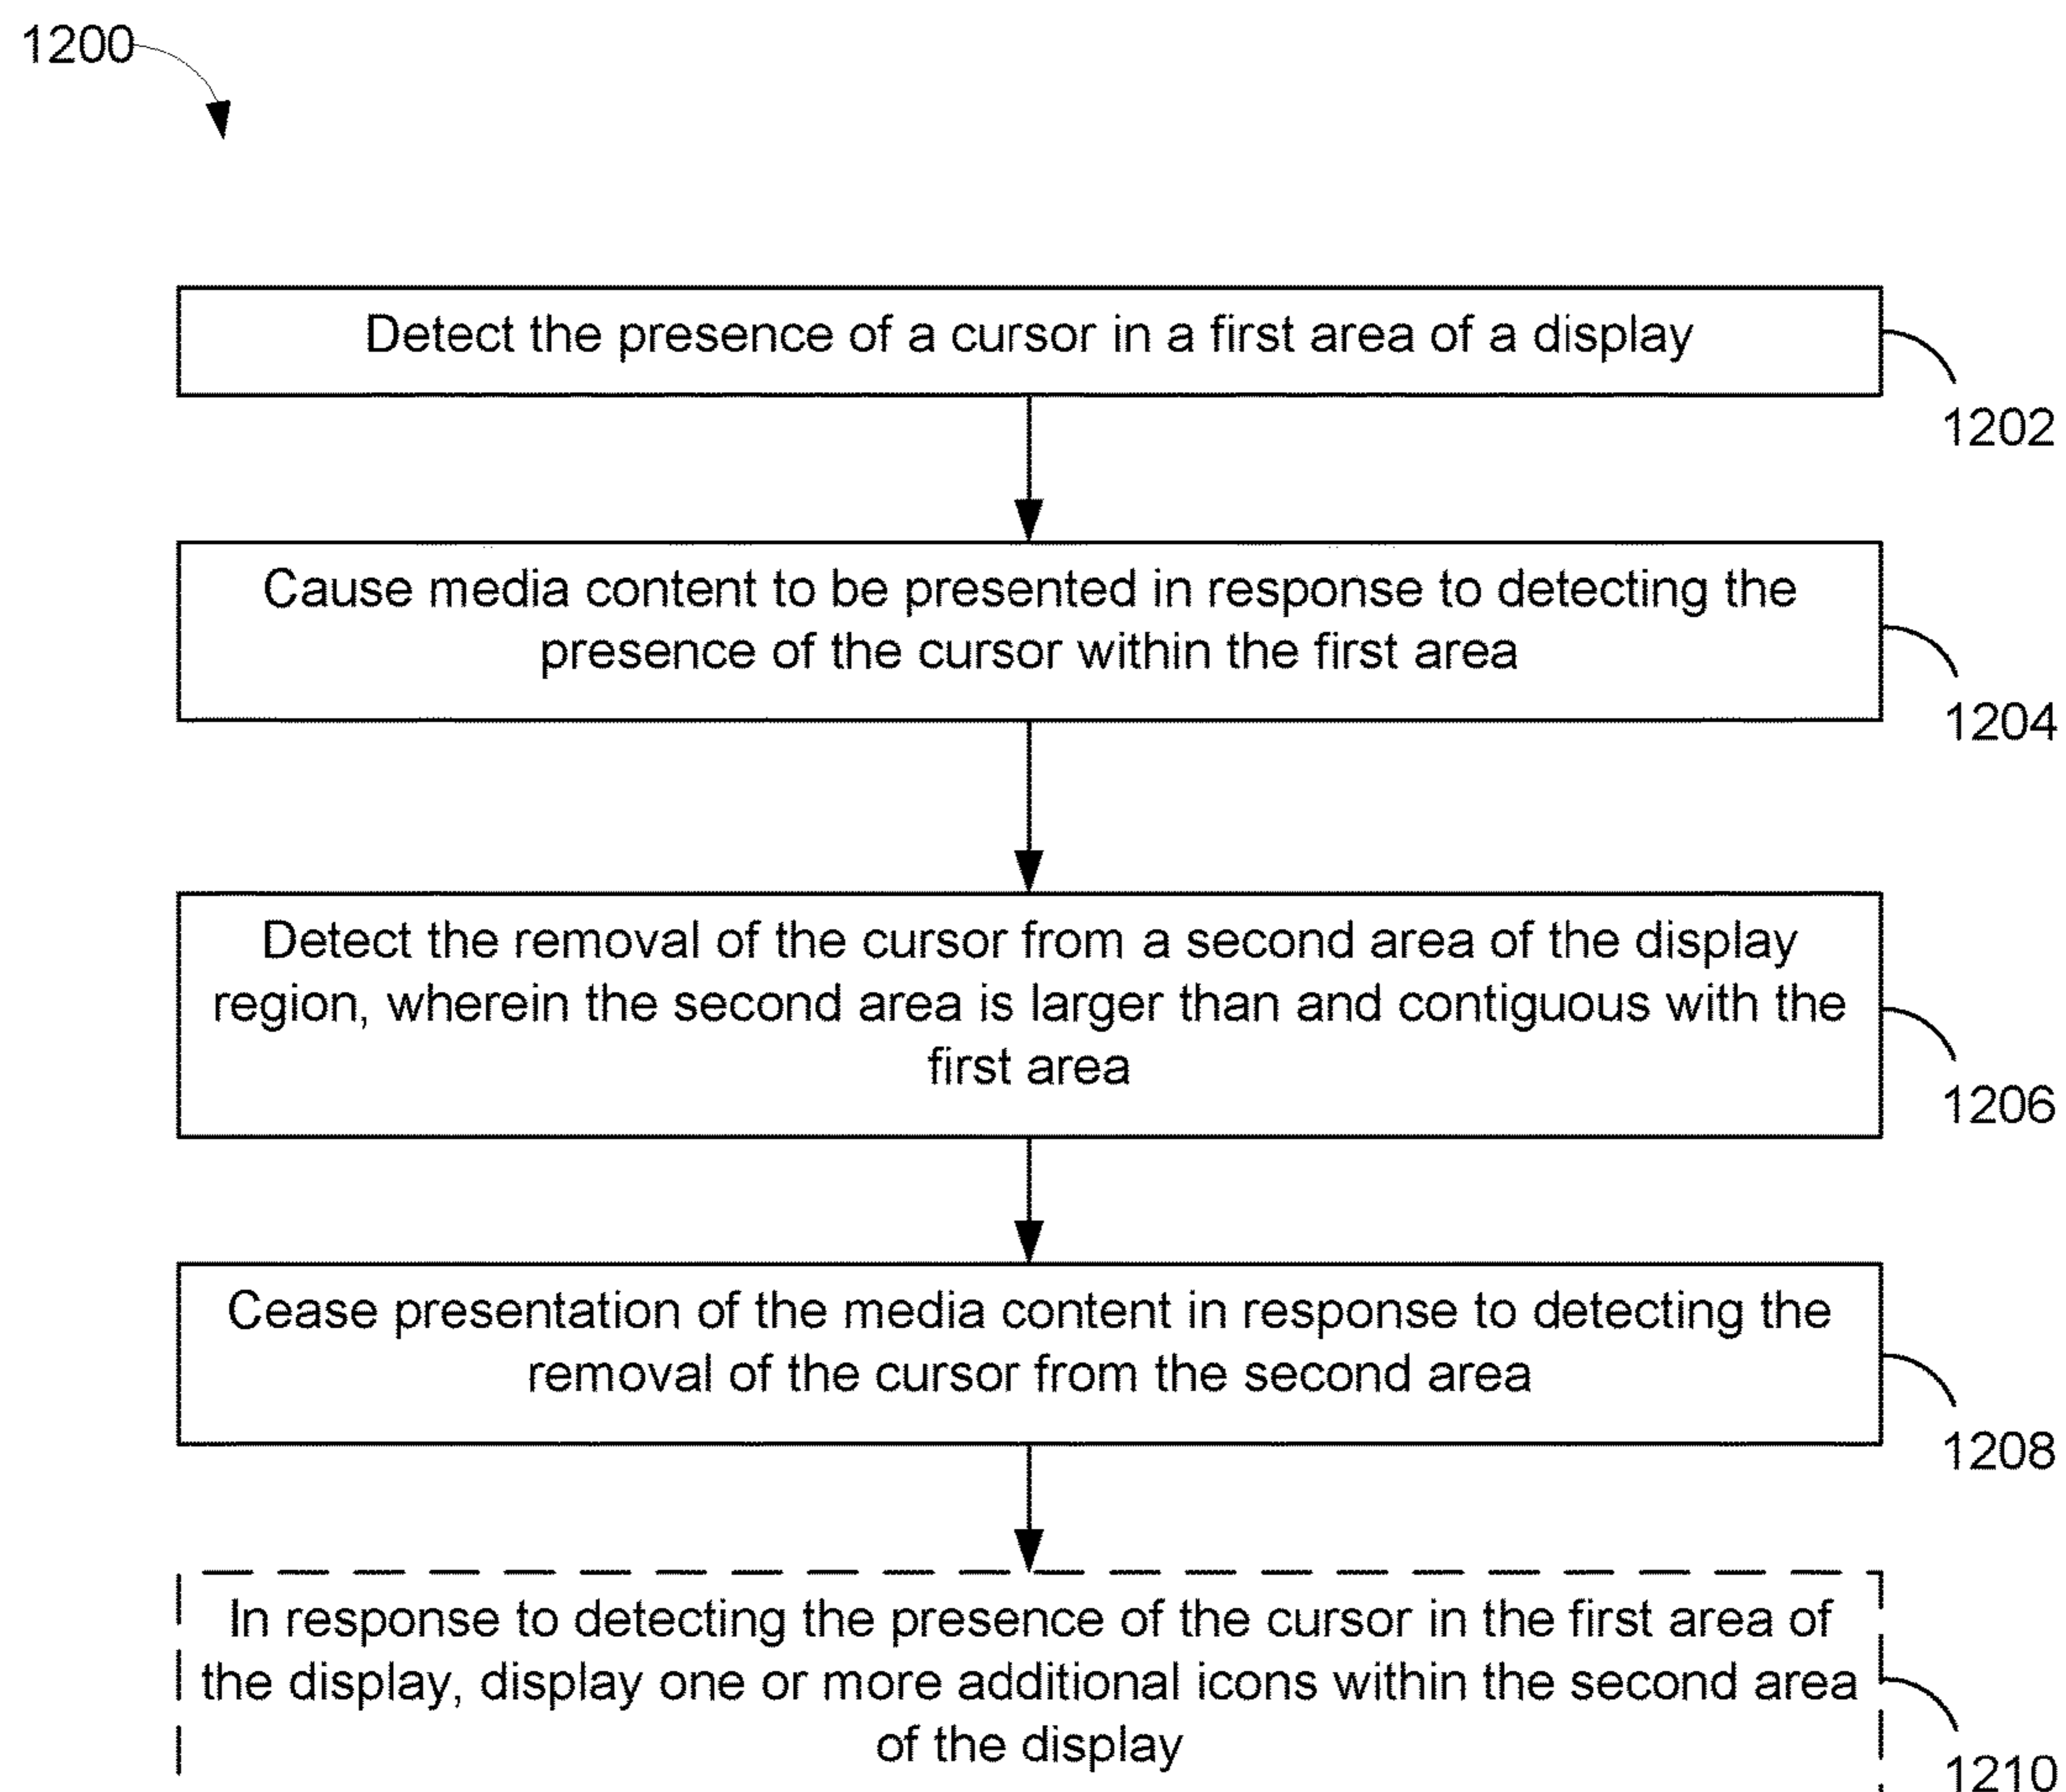 1200
Detect the presence of a cursor in a first area of a display
1202
Cause media content to be presented in response to detecting the
presence of the cursor within the first area
1204
Detect the removal of the cursor from a second area of the display
region, wherein the second area is larger than and contiguous with the
first area
1206
Cease presentation of the media content in response to detecting the
removal of the cursor from the second area
1208
In response to detecting the presence of the cursor in the first area of
the display, display one or more additional icons within the second area
of the display
1210